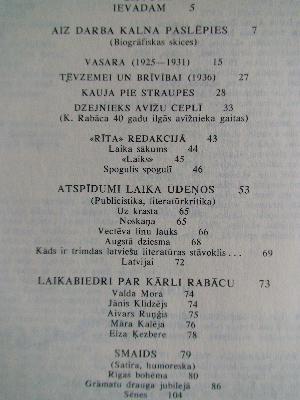 IEVADAM 5
AIZ DARBA KALNA PASLĒPIES 7
(Biogrāfiskas skices)
VASARA (1925—1931) 15
TĒVZEMEI UN BRĪVĪBAI (1936) 27
KAUJA PIE STRAUPES 28
DZEJNIEKS AVĪŽU CEPLĪ 33
(K. Rabāca 40 gadu ilgās avīžnieka gaitas)
«RĪTA» REDAKCIJĀ 43
Laika sākums 44
«Laiks» 45
Spogulis spogulī 46
ATSPĪDUMI LAIKA ŪDEŅOS 53
(Publicistika, literatūrkritika)
Uz krasta 65
Noskaņa 65
Vectēva linu lauks 66
Augstā dziesma 68
Kāds ir trimdas latviešu literatūras stāvoklis... 69
Latvijai 72
LAIKABIEDRI PAR KĀRLI RABĀCU 73
Valda Mora 74
Jānis Klīdzējs 74
Aivars Ruņģis 75
Māra Kalēja 76
Elza Ķezbere 78
SMAIDS 79
(Satīra, humoreska)
Rīgas bohēma 80
Grāmatu drauga jubilejā 86
Sēnes 104